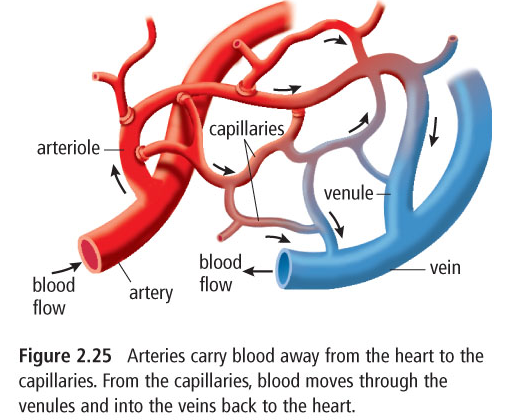 capillaries
arteriole
venule
blood
flow
vein
blood
flow
artery
Figure 2.25 Arteries carry blood away from the heart to the
capillaries. From the capillaries, blood moves through the
venules and into the veins back to the heart.